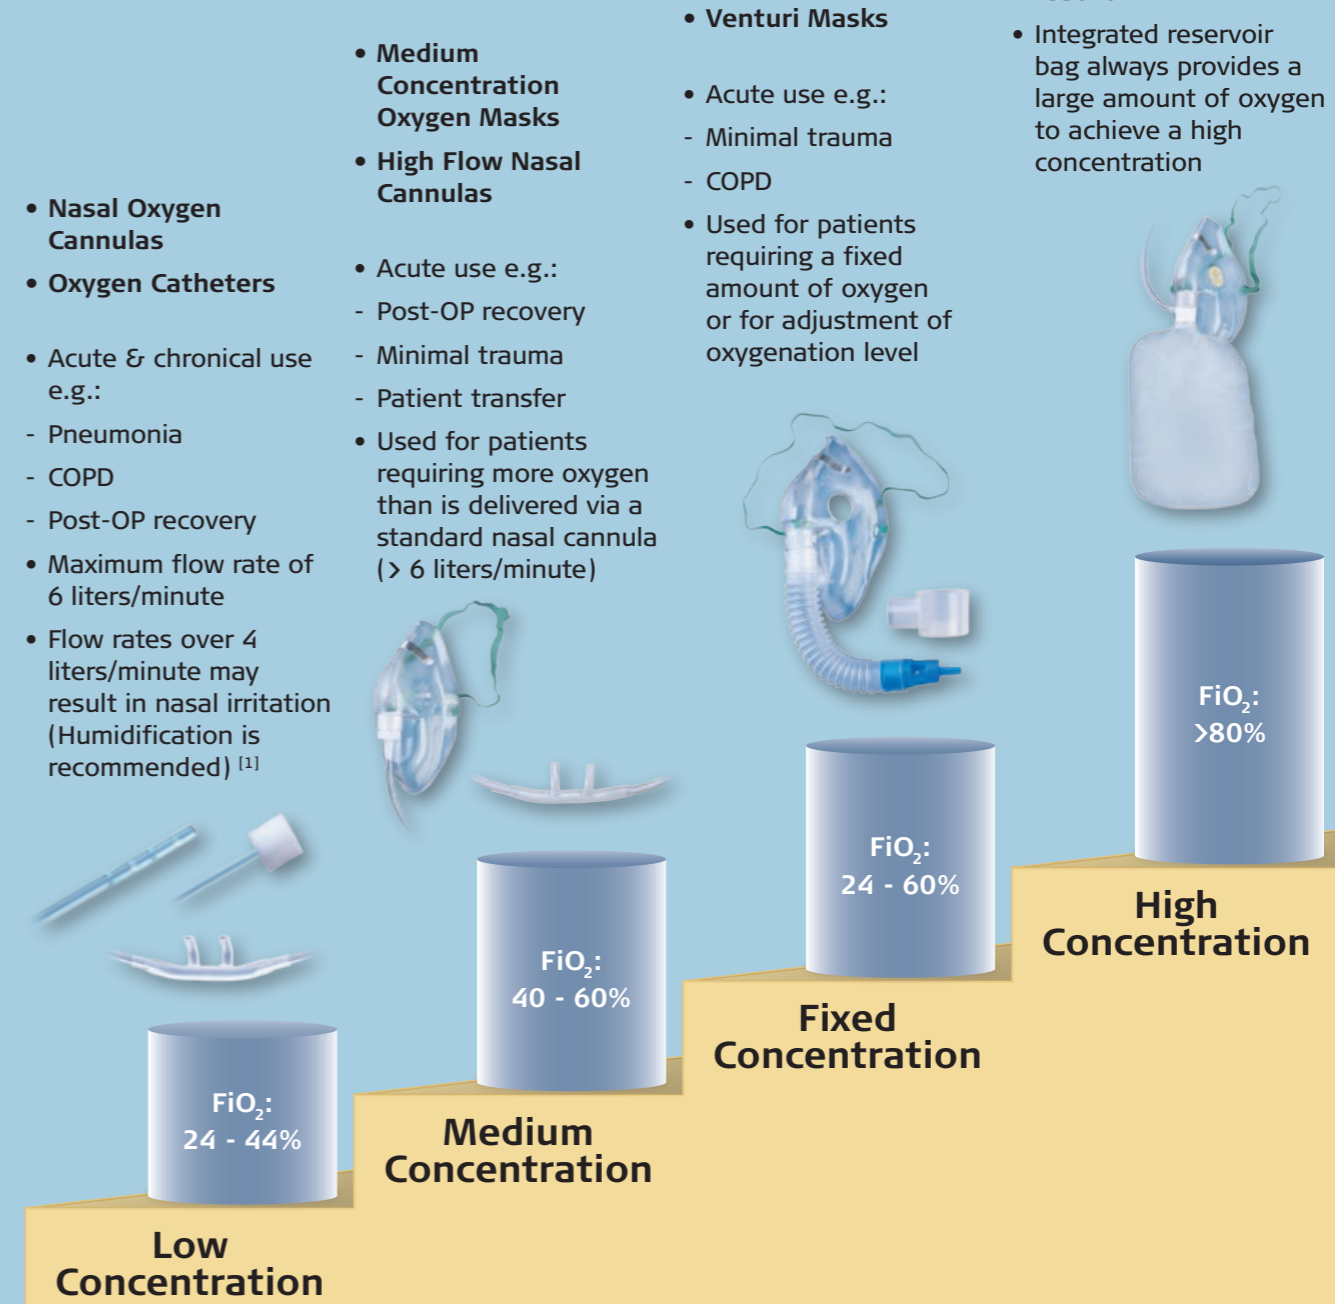 • Nasal Oxygen
Cannulas
• Oxygen Catheters
• Acute & chronical use
e.g.:
- Pneumonia
- COPD
- Post-OP recovery
• Maximum flow rate of
6 liters/minute
• Flow rates over 4
liters/minute may
result in nasal irritation
(Humidification is
recommended) [1]
FiO2:
24 - 44%
Low
Concentration
• Medium
Concentration
Oxygen Masks
• High Flow Nasal
Cannulas
• Acute use e.g.:
- Post-OP recovery
- Minimal trauma
- Patient transfer
• Used for patients
requiring more oxygen
than is delivered via a
standard nasal cannula
(> 6 liters/minute)
FiO2:
40 - 60%
Medium
Concentration
• Venturi Masks
• Acute use e.g.:
- Minimal trauma
- COPD
• Used for patients
requiring a fixed
amount of oxygen
or for adjustment of
oxygenation level
FiO2:
24 - 60%
Fixed
Concentration
• Integrated reservoir
bag always provides a
large amount of oxygen
to achieve a high
concentration
FiO2:
>80%
High
Concentration